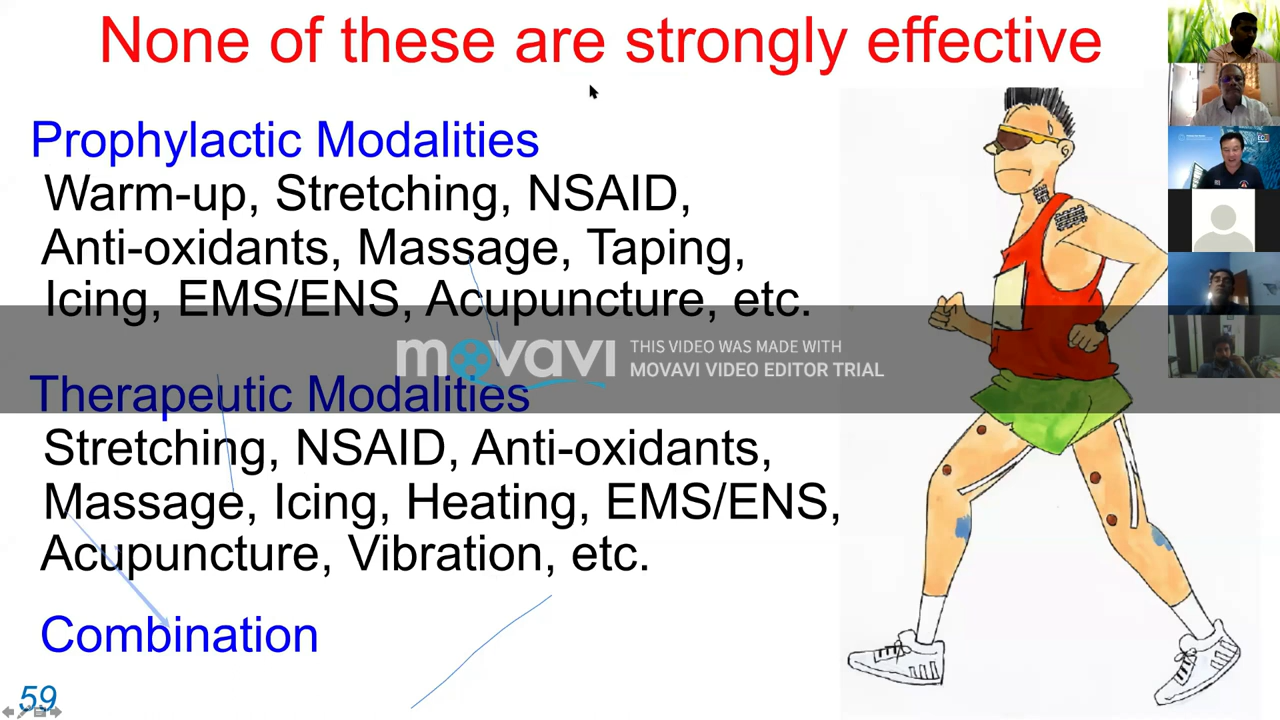 None of these are strongly effective
Prophylactic Modalities
Warm-up, Stretching, NSAID,
Anti-oxidants, Massage, Taping,
Icing, EMS/ENS, Acupuncture, etc.
movavi
THIS VIDEO WAS MADE WITH
MOVAVI VIDEO EDITOR TRIAL
Therapeutic Modalities
Stretching, NSAID, Anti-oxidants,
Massage, Icing, Heating, EMS/ENS,
Acupuncture, Vibration, etc.
Combination
59